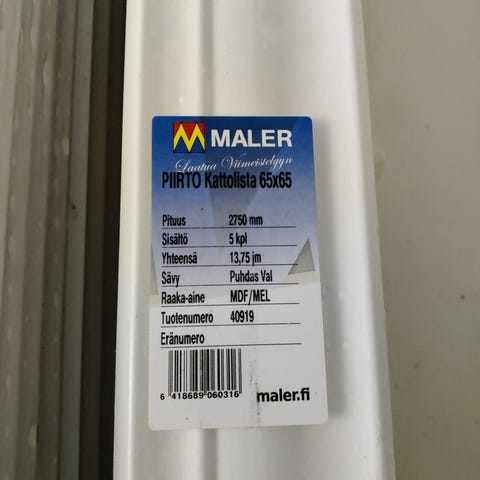 MALER
Laatua Viimeistelyyn
PIIRTO Kattolista 65x65
Pituus 2750 mm
Sisältö 5 kpl
Yhteensä 13,75 jm
Sävy Puhdas Val
Raaka-aine MDF/MEL
Tuotenumero 40919
Eränumero
6 418689 060316
maler.fi